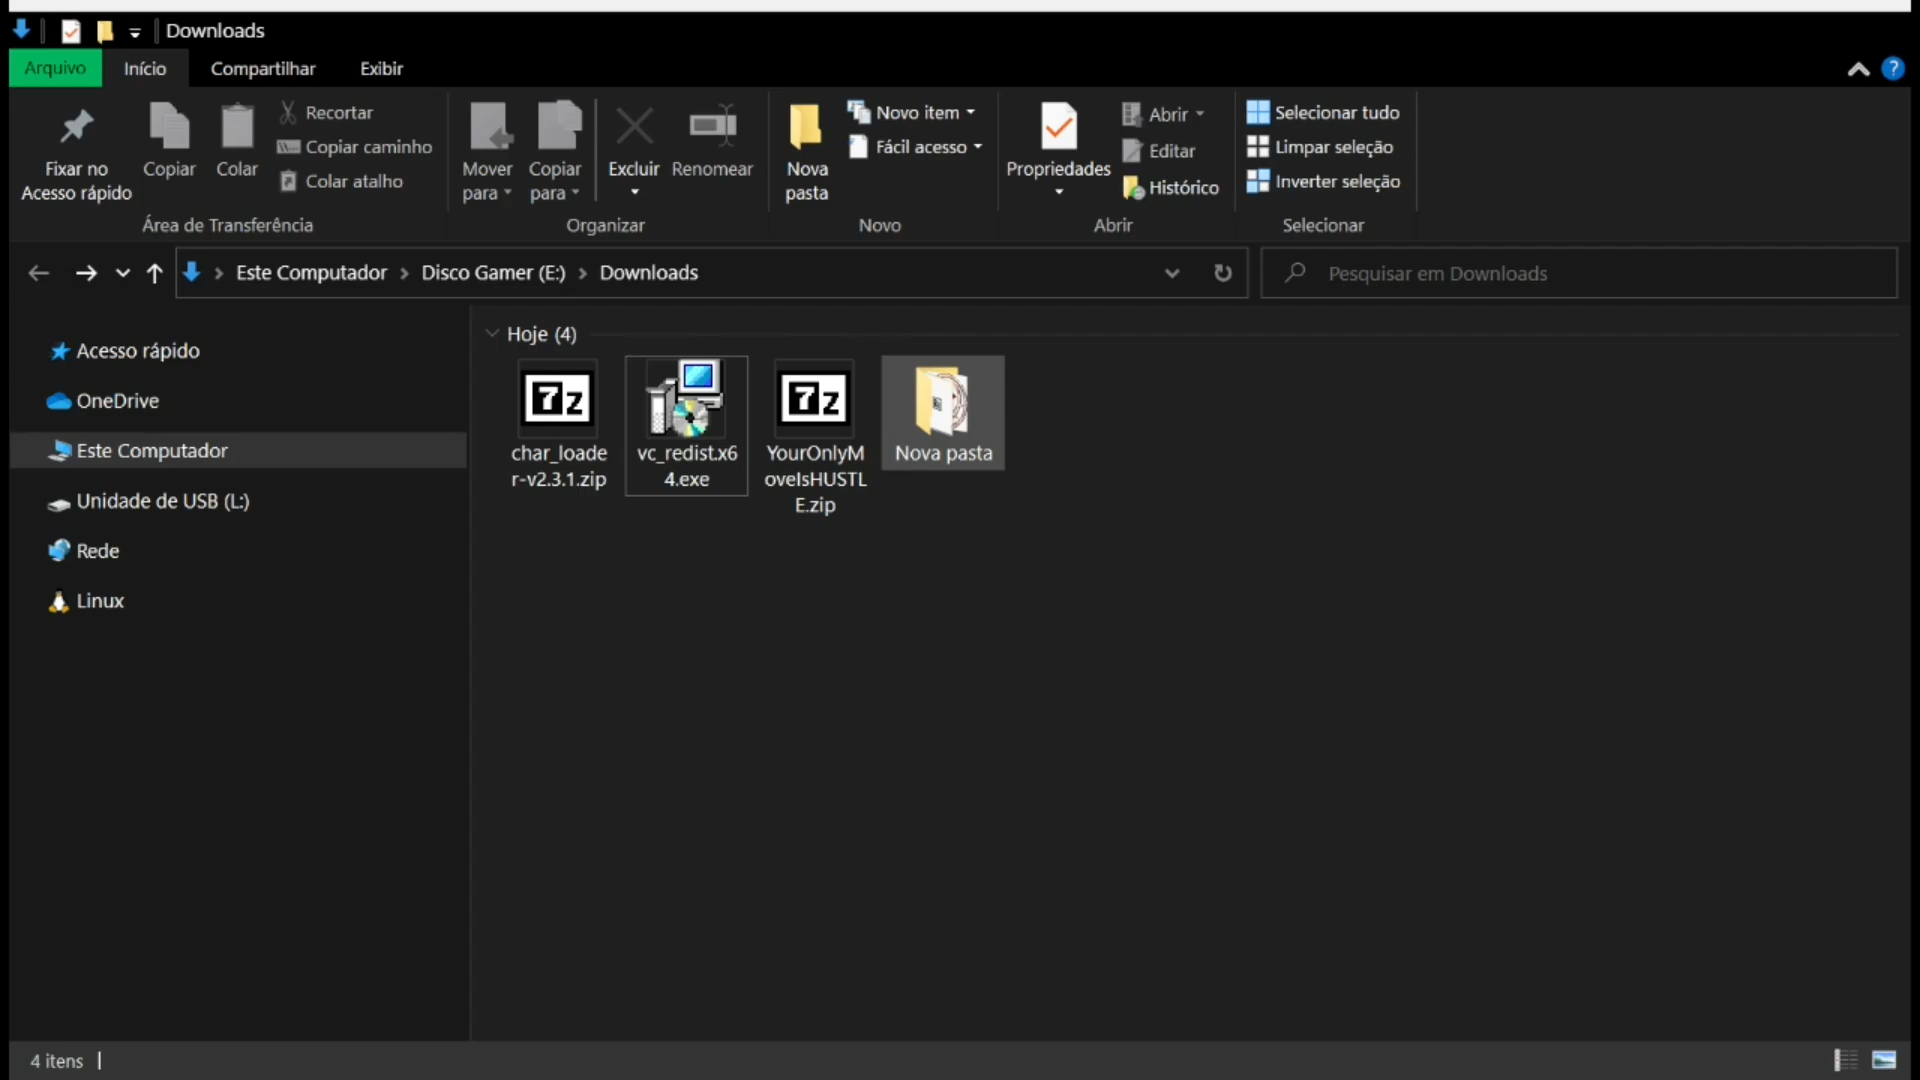 Downloads
Arquivo Início Compartilhar Exibir
?
Fixar no
Acesso rápido
Copiar
Colar
Recortar
Copiar caminho
Colar atalho
Área de Transferência
Mover
para
Copiar
para
Excluir
Renomear
Organizar
Nova
pasta
Novo item
Fácil acesso
Novo
Propriedades
Abrir
Editar
Histórico
Abrir
Selecionar tudo
Limpar seleção
Inverter seleção
Selecionar
Este Computador > Disco Gamer (E:) > Downloads
Pesquisar em Downloads
Acesso rápido
OneDrive
Este Computador
Unidade de USB (L:)
Rede
Linux
Hoje (4)
7z
char_loade
r-v2.3.1.zip
vc_redist.x6
4.exe
7z
YourOnlyM
oveIsHUSTL
E.zip
Nova pasta
4 itens